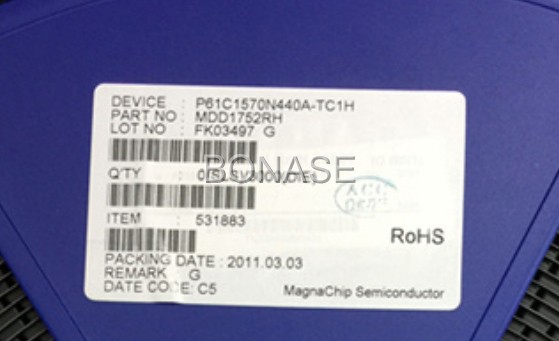 DEVICE : P61C1570N440A-TC1H
PART NO : MDD1752RH
LOT NO : FK03497 G
BONASE
Q'TY :
ITEM : 531883
RoHS
PACKING DATE : 2011.03.03
REMARK G
DATE CODE: C5
MagnaChip Semiconductor